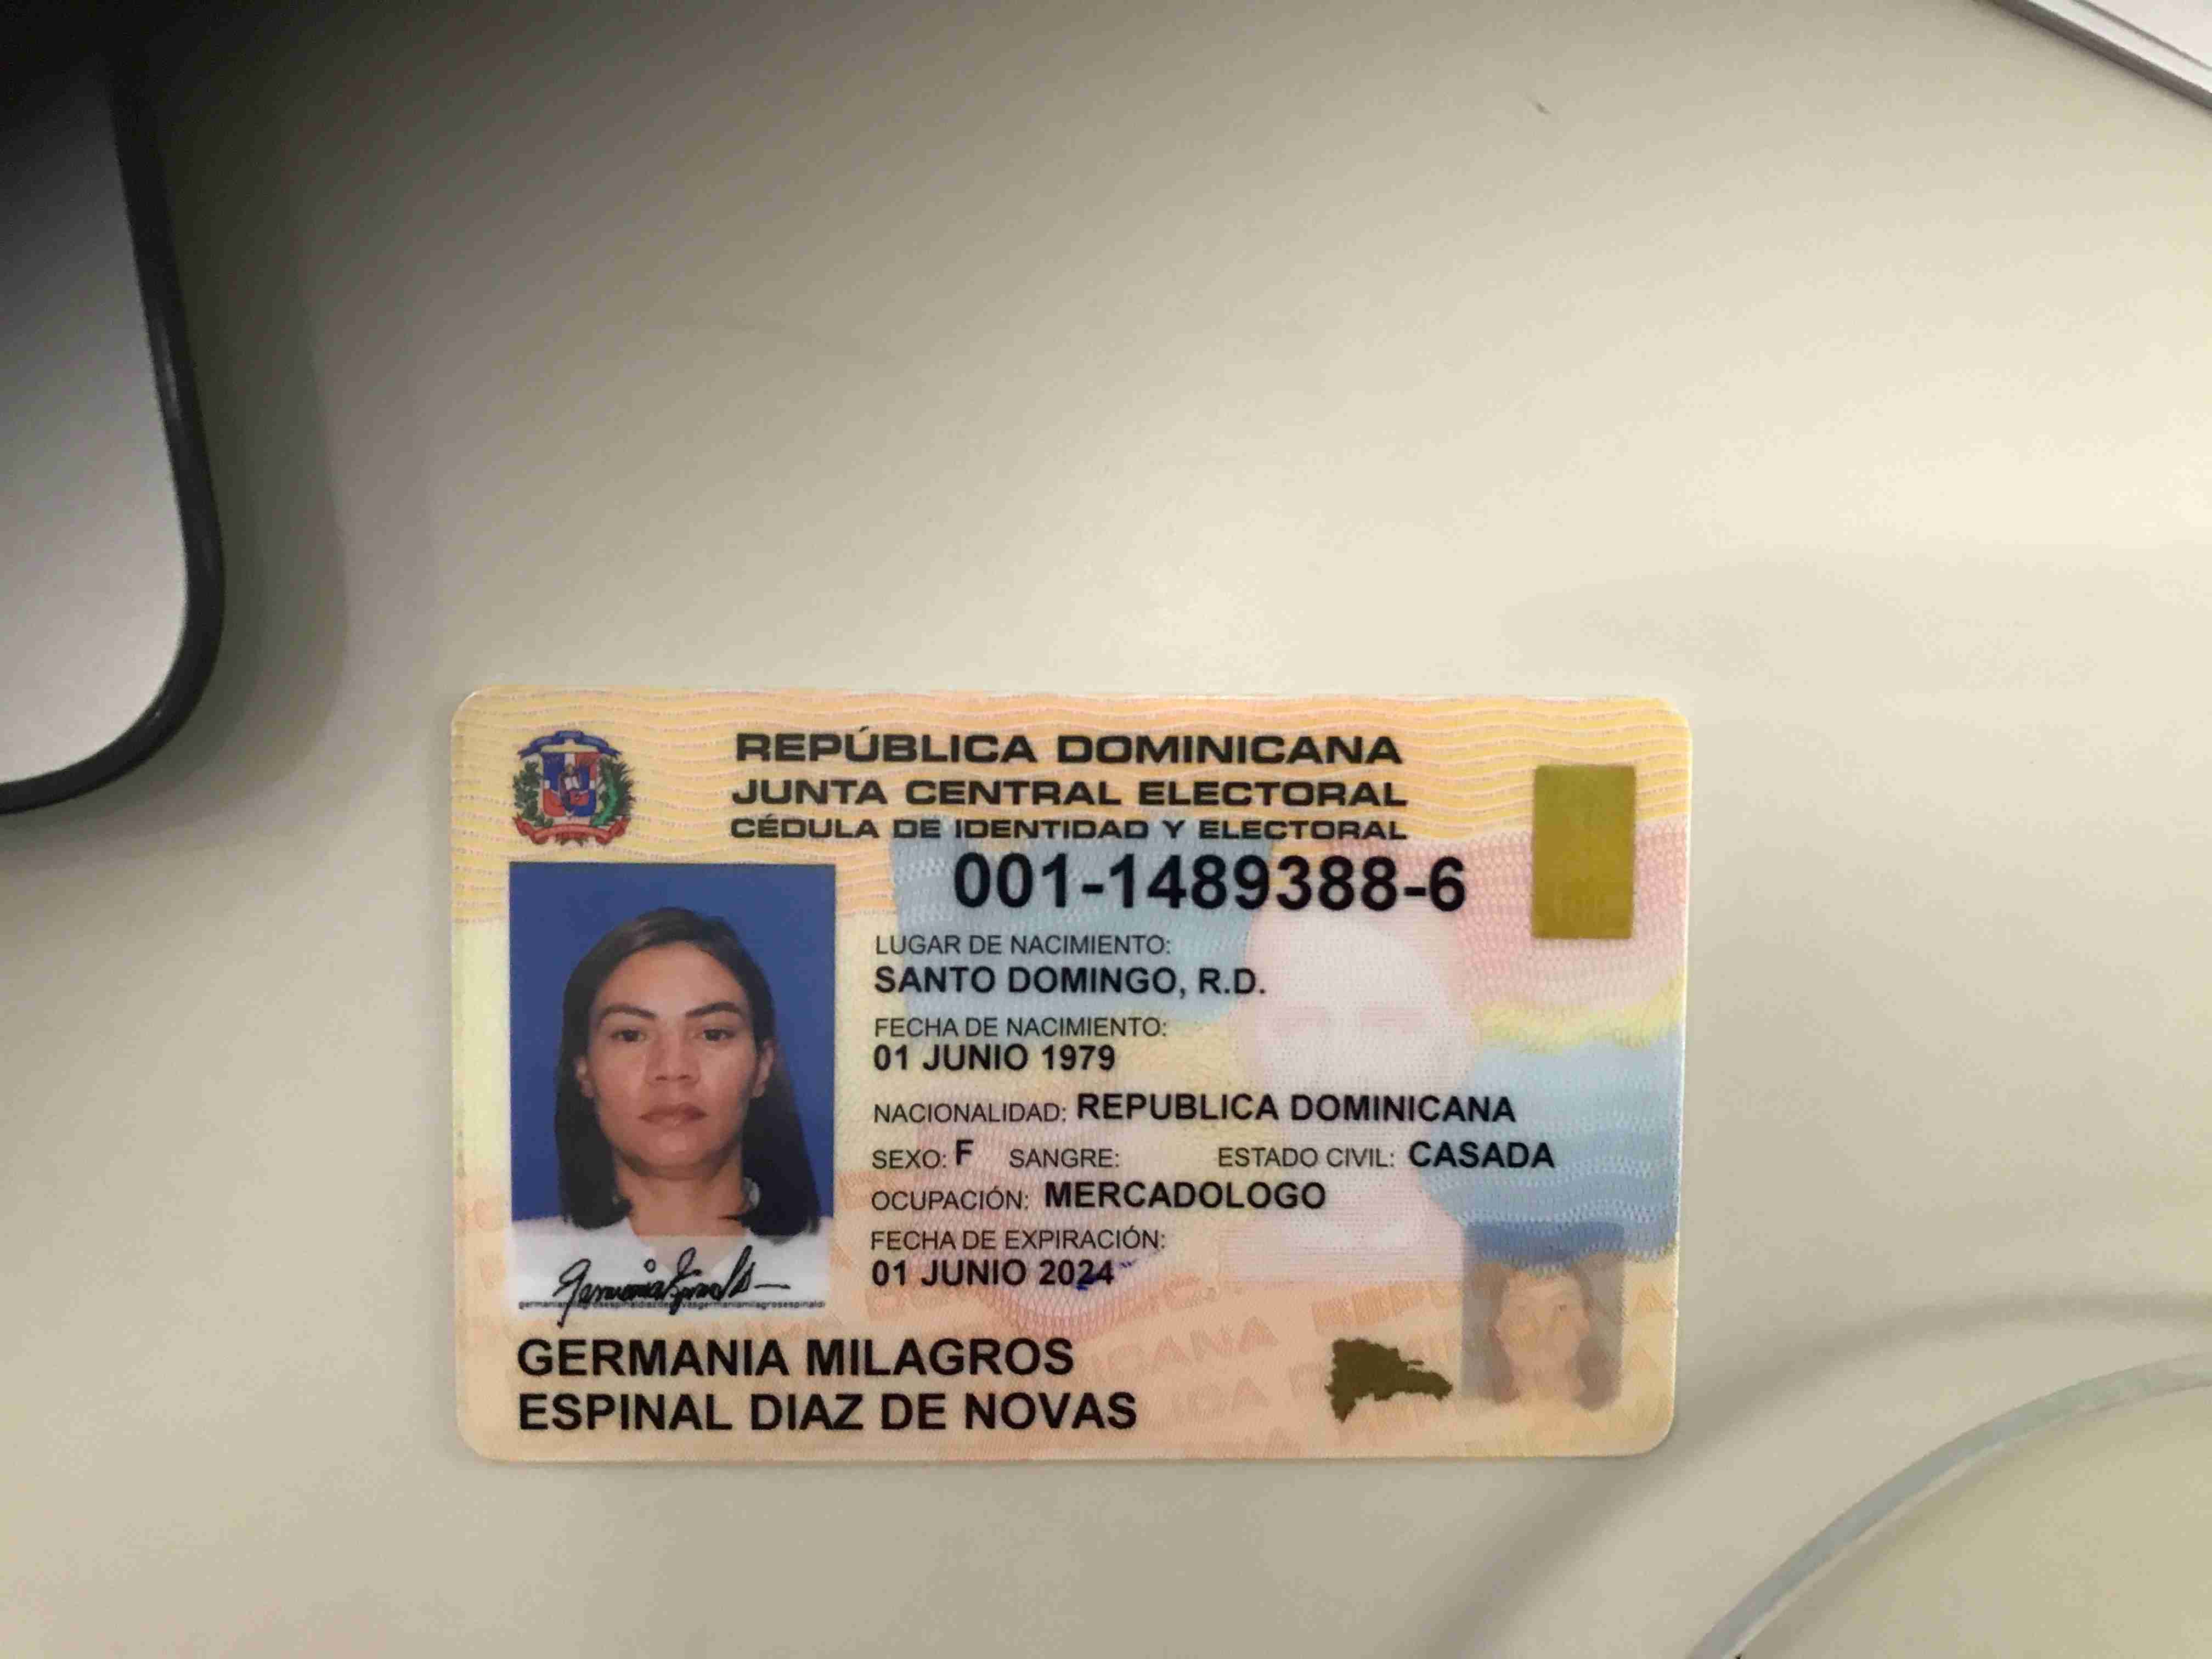 REPÚBLICA DOMINICANA
JUNTA CENTRAL ELECTORAL
CÉDULA DE IDENTIDAD Y ELECTORAL
001-1489388-6
LUGAR DE NACIMIENTO:
SANTO DOMINGO, R.D.
FECHA DE NACIMIENTO:
01 JUNIO 1979
NACIONALIDAD: REPUBLICA DOMINICANA
SEXO: F SANGRE: ESTADO CIVIL: CASADA
OCUPACIÓN: MERCADOLOGO
FECHA DE EXPIRACIÓN:
01 JUNIO 2024
GERMANIA MILAGROS
ESPINAL DIAZ DE NOVAS